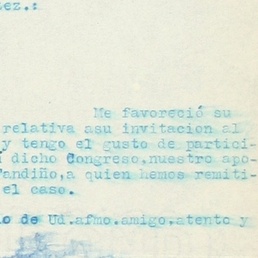 ez.:
Me favoreció su
relativa asu invitacion al
y tengo el gusto de partici-
dicho Congreso.nuestro apo-
andiño,a quien hemos remiti-
el caso.
de Ud.afmo.amigo.atento y